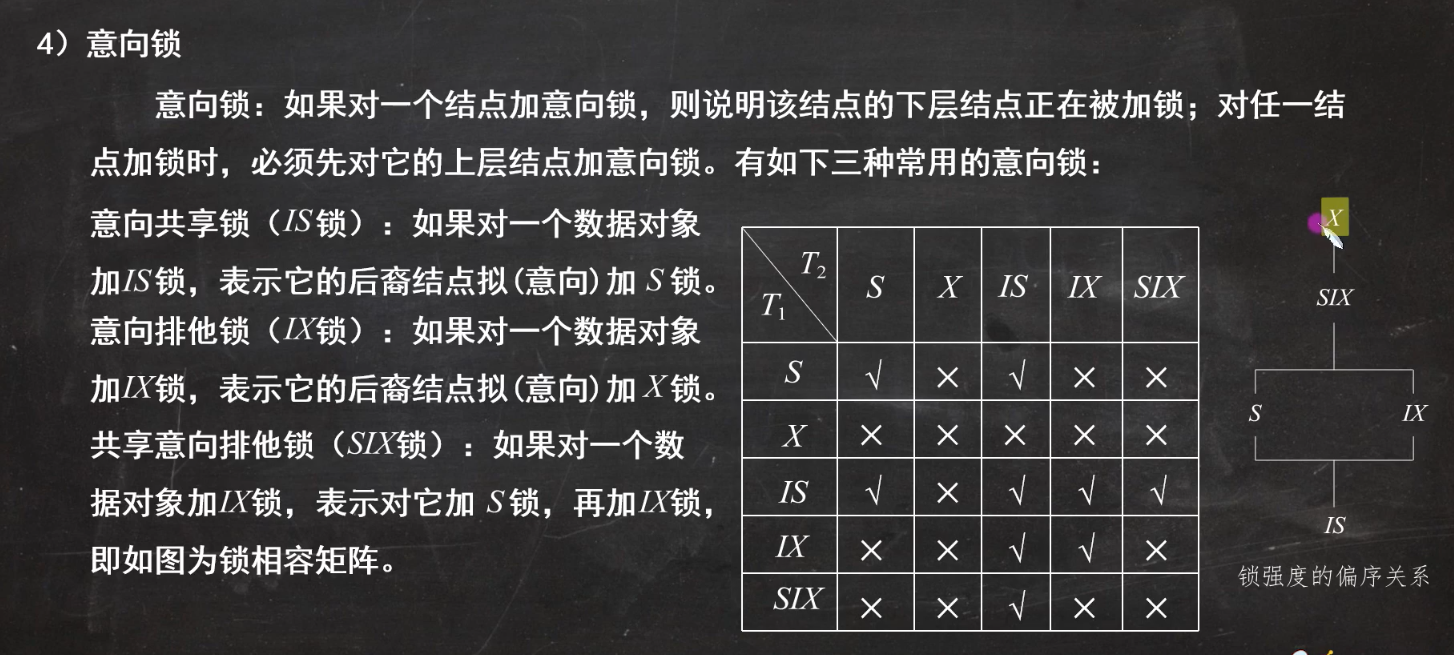 4）意向锁
意向锁：如果对一个结点加意向锁，则说明该结点的下层结点正在被加锁；对任一结
点加锁时，必须先对它的上层结点加意向锁。有如下三种常用的意向锁：
意向共享锁（IS锁）：如果对一个数据对象
加IS锁，表示它的后裔结点拟(意向)加 S 锁。
意向排他锁（IX锁）：如果对一个数据对象
加IX锁，表示它的后裔结点拟(意向)加 X 锁。
共享意向排他锁（SIX锁）：如果对一个数
据对象加IX锁，表示对它加 S 锁，再加IX锁，
即如图为锁相容矩阵。
T₂
T₁
S X IS IX SIX
S √ × √ × ×
X × × × × ×
IS √ × √ √ √
IX × × √ √ ×
SIX × × √ × ×
X
SIX
S IX
IS
锁强度的偏序关系